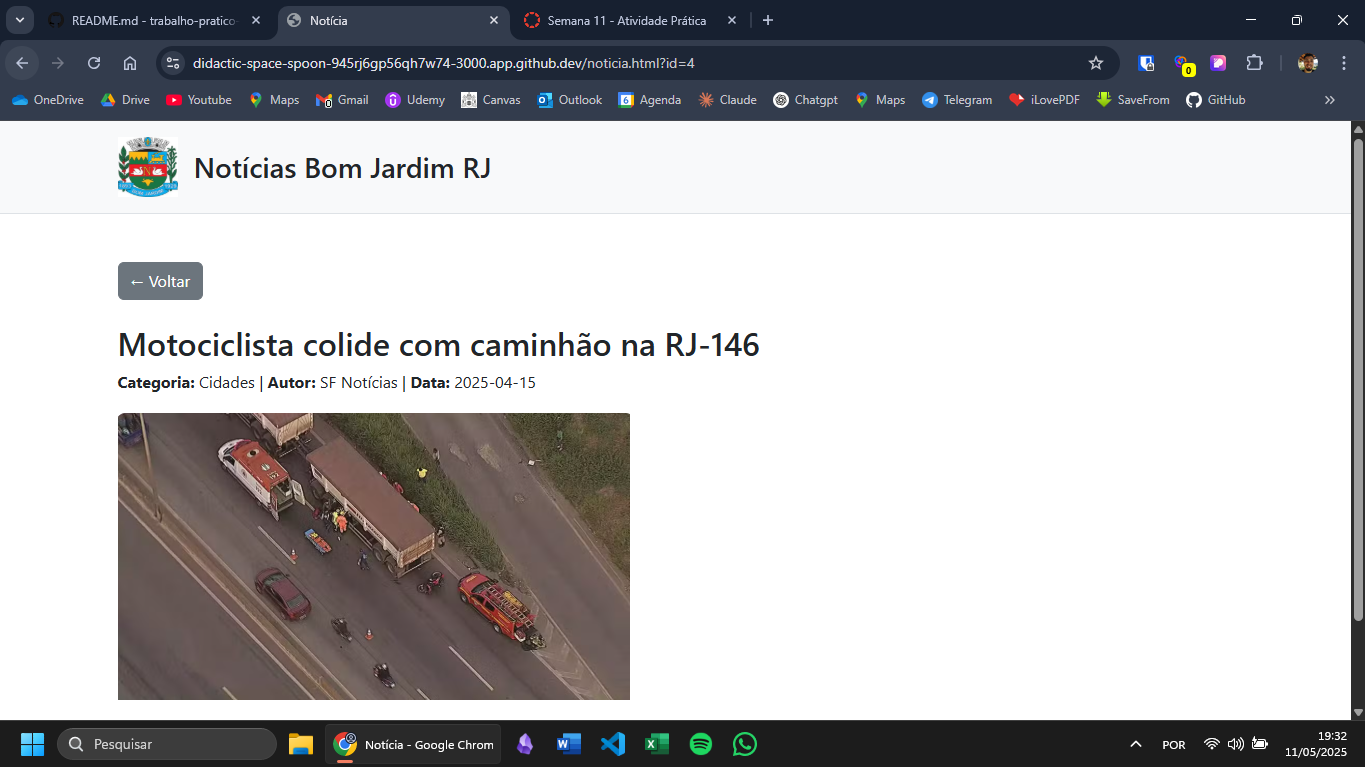 README.md - trabalho-pratico-
Notícia
Semana 11 - Atividade Prática
didactic-space-spoon-945rj6gp56qh7w74-3000.app.github.dev/noticia.html?id=4
0
OneDrive
Drive
Youtube
Maps
Gmail
Udemy
Canvas
Outlook
6
Agenda
Claude
Chatgpt
Maps
Telegram
iLovePDF
SaveFrom
GitHub
Notícias Bom Jardim RJ
← Voltar
Motociclista colide com caminhão na RJ-146
Categoria: Cidades | Autor: SF Notícias | Data: 2025-04-15
Pesquisar
Notícia - Google Chrom
POR
19:32
11/05/2025